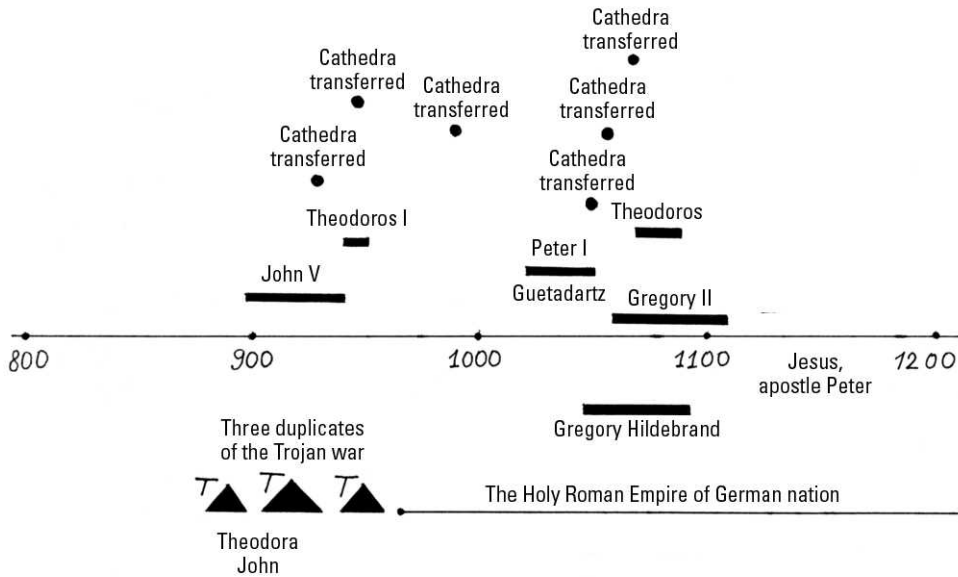 Cathedra
transferred
Cathedra
transferred
Cathedra
transferred
Cathedra
transferred
Cathedra
transferred
Cathedra
transferred
Theodoros I
Theodoros
John V
Peter I
Guetadartz
Gregory II
800
900
1000
1100
Jesus,
apostle Peter
1200
Gregory Hildebrand
Three duplicates
of the Trojan war
T
T
T
The Holy Roman Empire of German nation
Theodora
John